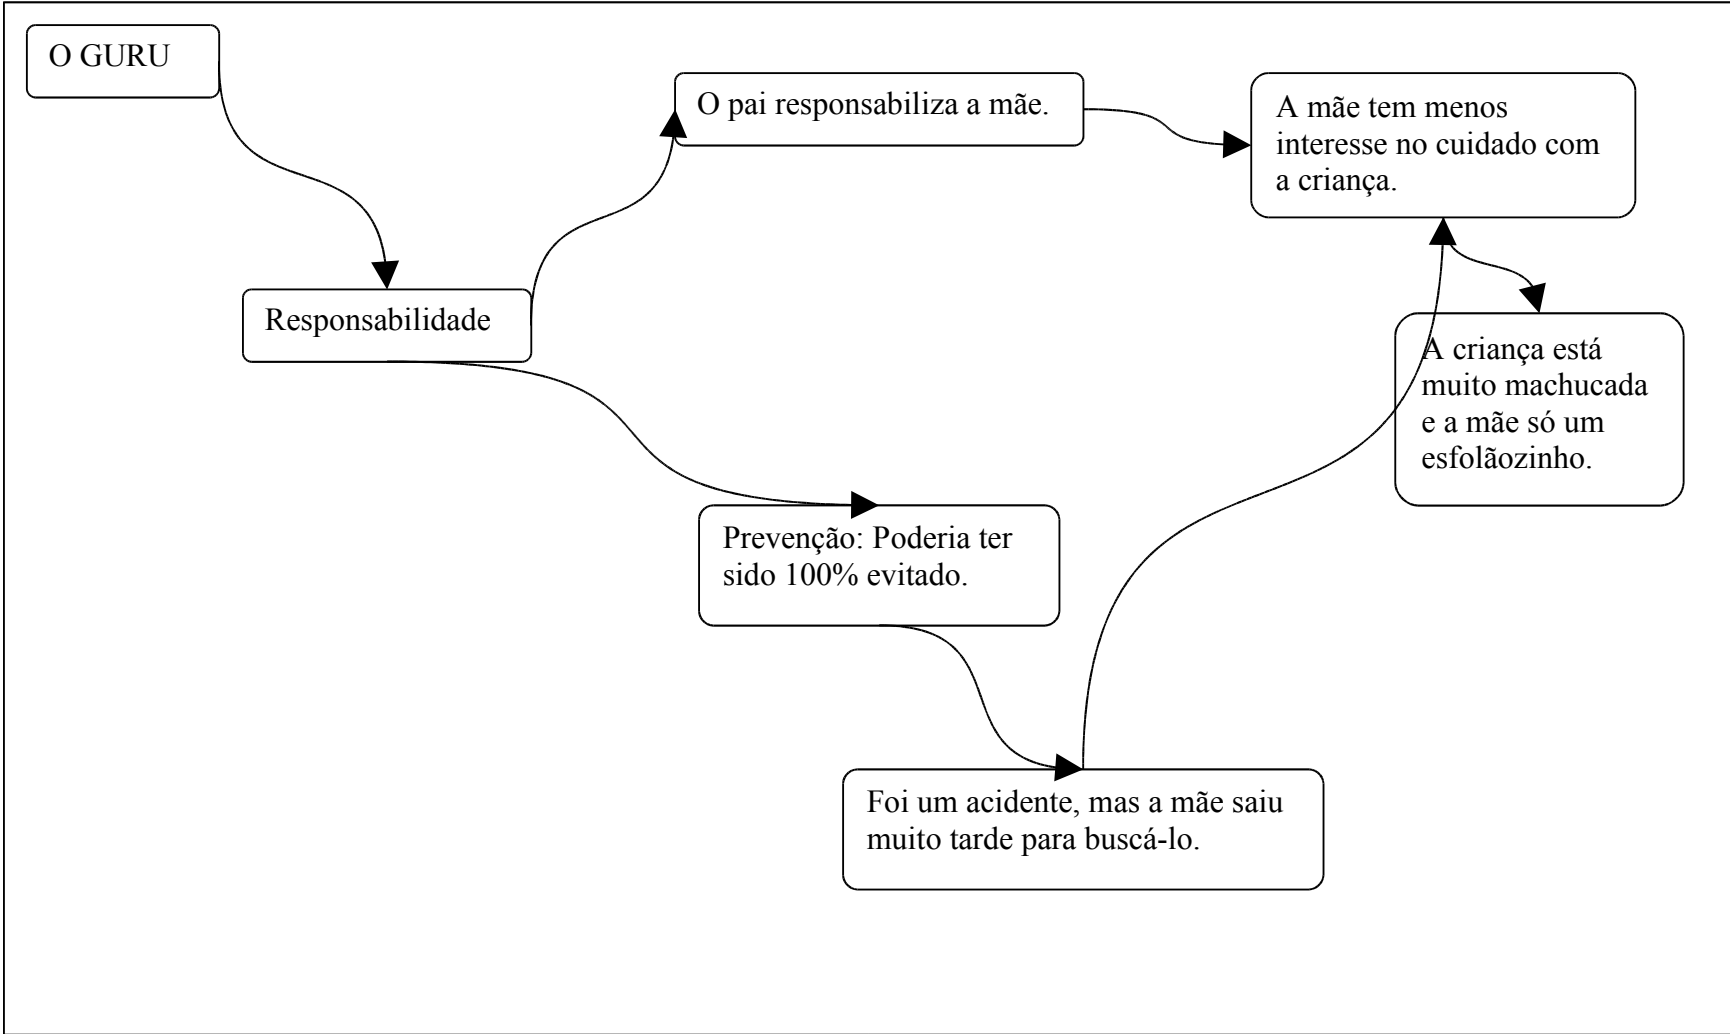 O GURU
O pai responsabiliza a mãe.
A mãe tem menos
interesse no cuidado com
a criança.
Responsabilidade
A criança está
muito machucada
e a mãe só um
esfolãozinho.
Prevenção: Poderia ter
sido 100% evitado.
Foi um acidente, mas a mãe saiu
muito tarde para buscá-lo.